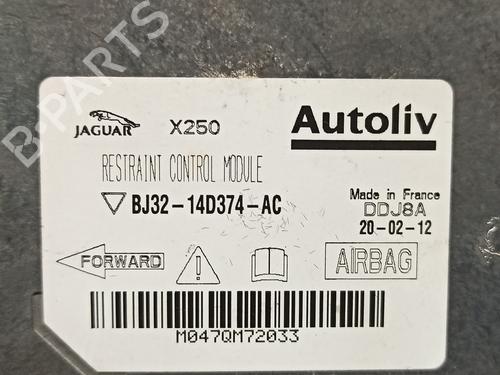 B-PARTS
JAGUAR X250 Autoliv
RESTRAINT CONTROL MODULE
BJ32-14D374-AC
Made in France
DDJ8A
20-02-12
FORWARD AIRBAG
M047QM72033